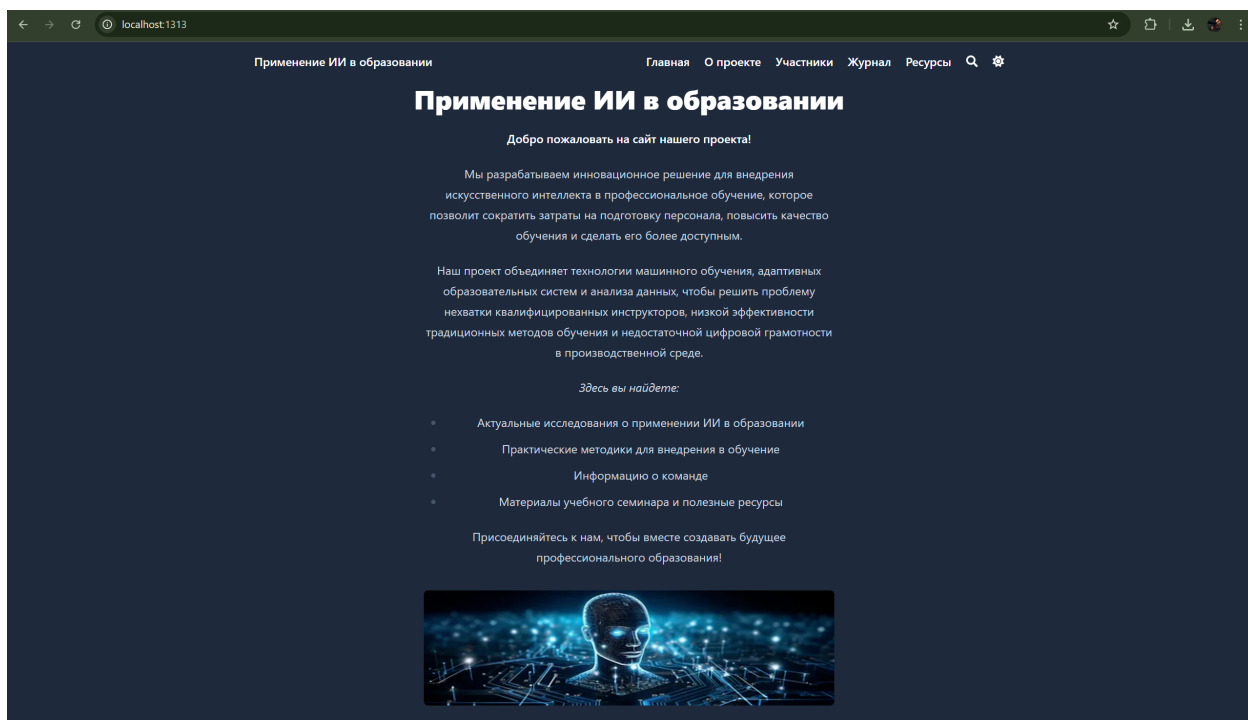 localhost:1313
Применение ИИ в образовании
Главная О проекте Участники Журнал Ресурсы
Применение ИИ в образовании
Добро пожаловать на сайт нашего проекта!
Мы разрабатываем инновационное решение для внедрения
искусственного интеллекта в профессиональное обучение, которое
позволит сократить затраты на подготовку персонала, повысить качество
обучения и сделать его более доступным.
Наш проект объединяет технологии машинного обучения, адаптивных
образовательных систем и анализа данных, чтобы решить проблему
нехватки квалифицированных инструкторов, низкой эффективности
традиционных методов обучения и недостаточной цифровой грамотности
в производственной среде.
Здесь вы найдете:
Актуальные исследования о применении ИИ в образовании
Практические методики для внедрения в обучение
Информацию о команде
Материалы учебного семинара и полезные ресурсы
Присоединяйтесь к нам, чтобы вместе создавать будущее
профессионального образования!